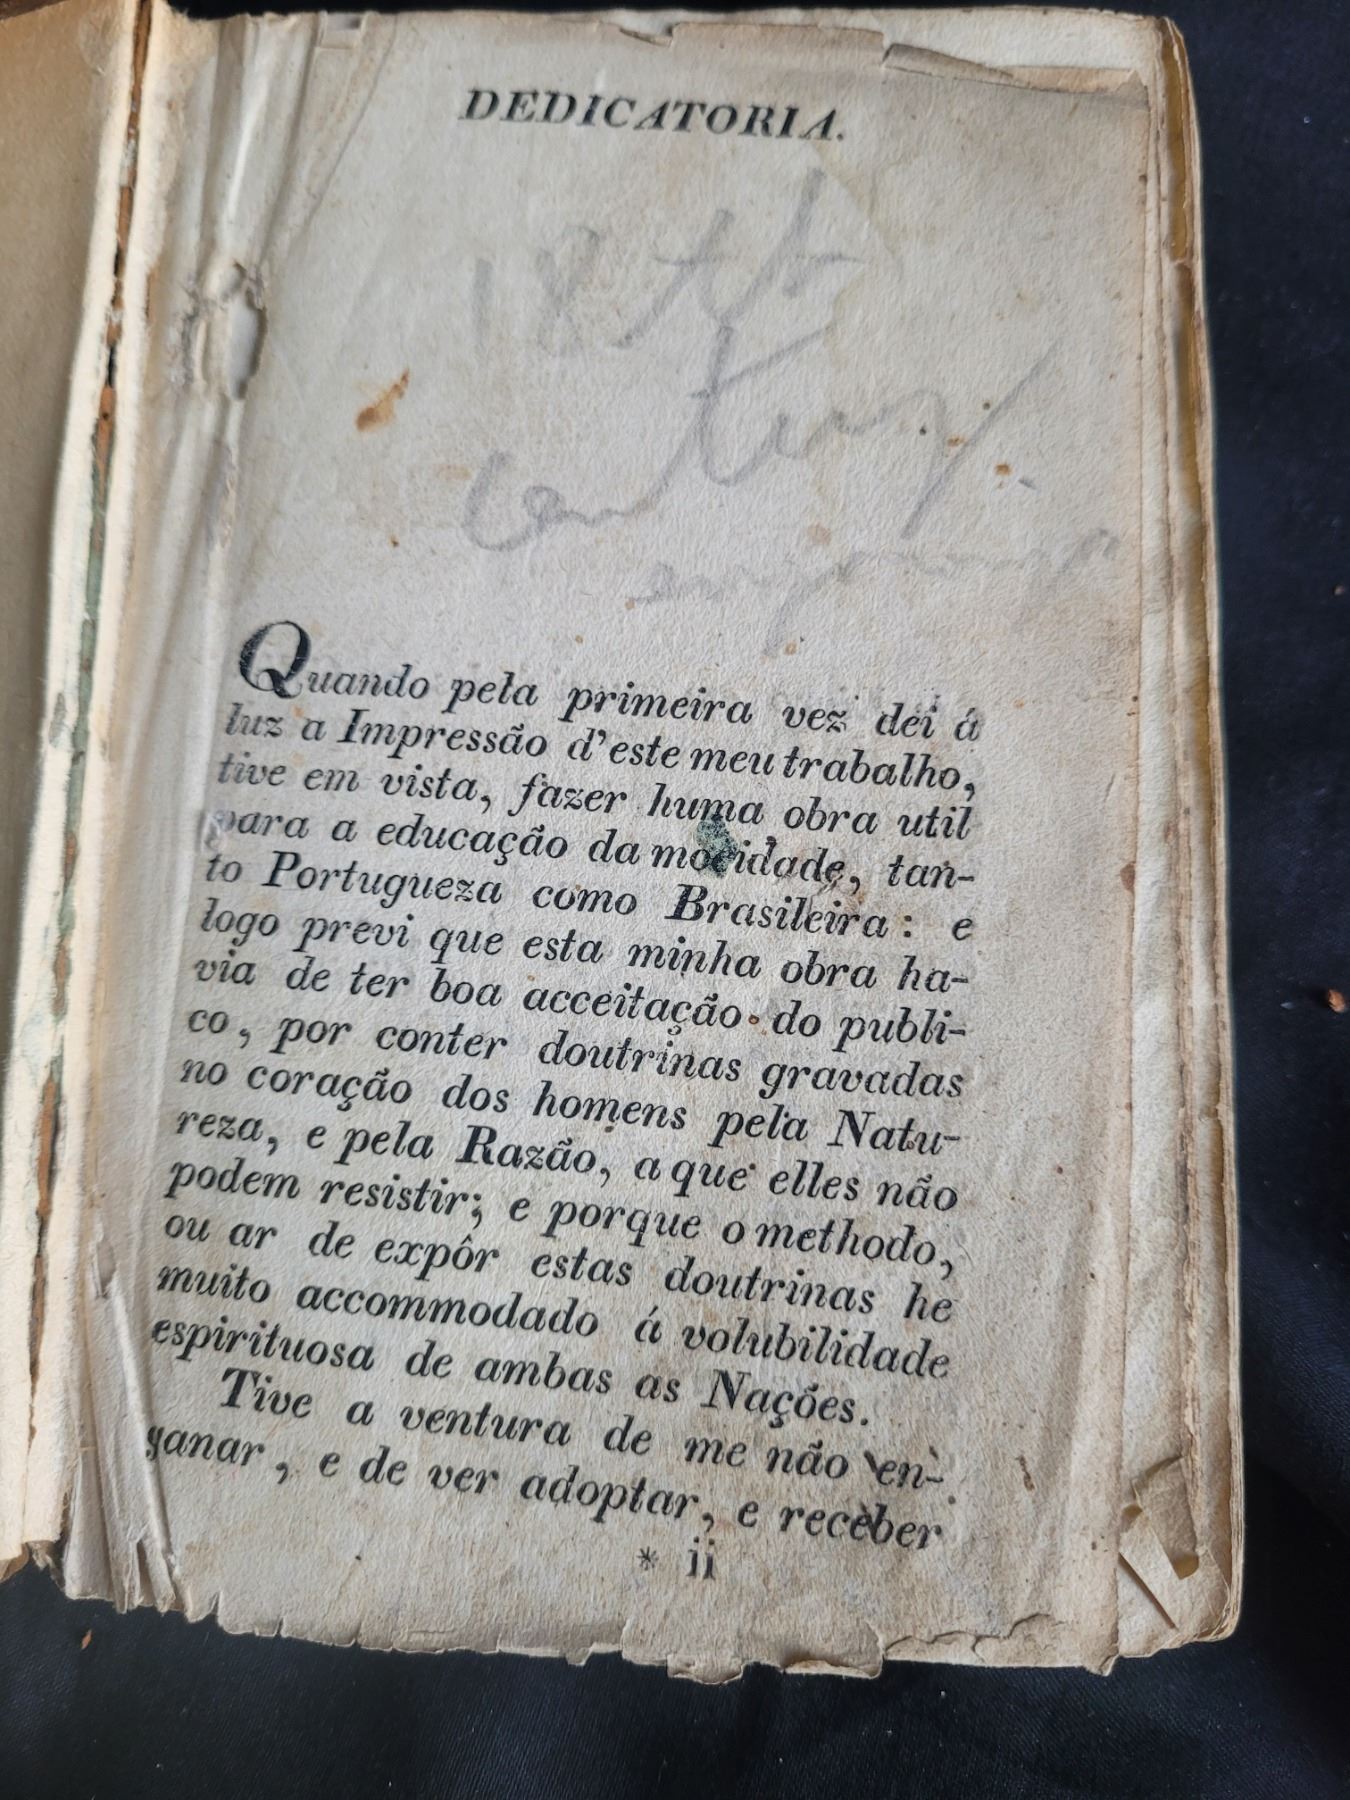 DEDICATORIA.
18th
Century
Quando pela primeira vez dei á
luz a Impressão d'este meu trabalho,
tive em vista, fazer huma obra util
para a educação da mocidade, tan-
to Portugueza como Brasileira: e
logo previ que esta minha obra ha-
via de ter boa acceitação do publi-
co, por conter doutrinas gravadas
no coração dos homens pela Natu-
reza, e pela Razão, a que elles não
podem resistir; e porque o methodo,
ou ar de expôr estas doutrinas he
muito accommodado á volubilidade
espirituosa de ambas as Nações.
Tive a ventura de me não en-
ganar, e de ver adoptar, e receber
* ii